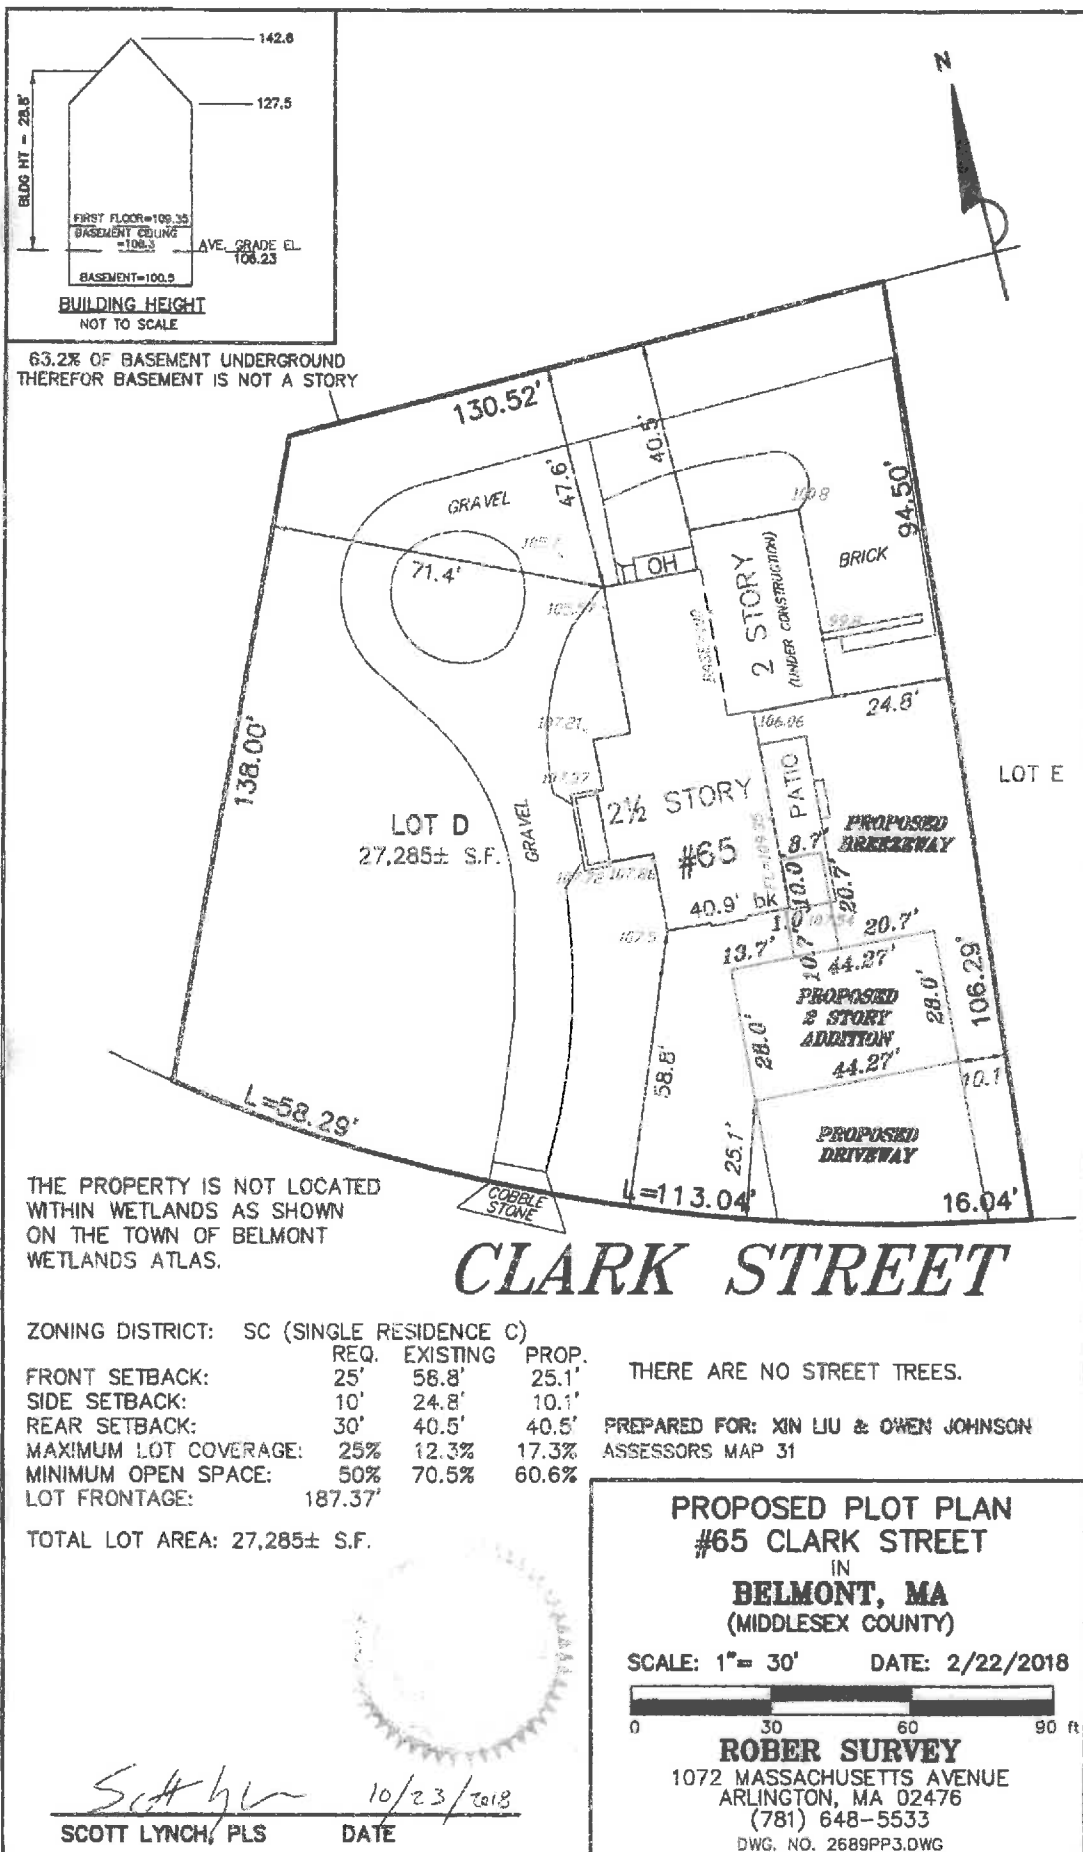 142.6
127.5
BLDG HT = 28.8'
FIRST FLOOR=109.35
BASEMENT CEILING
=108.3
AVE. GRADE EL.
106.23
BASEMENT=100.5
BUILDING HEIGHT
NOT TO SCALE
63.2% OF BASEMENT UNDERGROUND
THEREFOR BASEMENT IS NOT A STORY
N
130.52'
47.6'
40.5'
GRAVEL
94.50'
BRICK
OH
71.4'
2 STORY
(UNDER CONSTRUCTION)
99.8
24.8'
106.06
107.21
138.00'
LOT E
PATIO
2½ STORY
#65
LOT D
27,285± S.F.
GRAVEL
PROPOSED
BREEZEWAY
8.7'
10.0'
20.7'
40.9' bk
1.0'
107.54
107.5
13.7'
10.7'
20.7'
44.27'
PROPOSED
2 STORY
ADDITION
28.0'
28.0'
44.27'
106.29'
10.1
58.8'
25.1'
PROPOSED
DRIVEWAY
L=58.29'
COBBLE
STONE
L=113.04'
16.04'
CLARK STREET
THE PROPERTY IS NOT LOCATED
WITHIN WETLANDS AS SHOWN
ON THE TOWN OF BELMONT
WETLANDS ATLAS.
ZONING DISTRICT: SC (SINGLE RESIDENCE C)
REQ. EXISTING PROP.
FRONT SETBACK: 25' 58.8' 25.1'
SIDE SETBACK: 10' 24.8' 10.1'
REAR SETBACK: 30' 40.5' 40.5'
MAXIMUM LOT COVERAGE: 25% 12.3% 17.3%
MINIMUM OPEN SPACE: 50% 70.5% 60.6%
LOT FRONTAGE: 187.37'
TOTAL LOT AREA: 27,285± S.F.
THERE ARE NO STREET TREES.
PREPARED FOR: XIN LIU & OWEN JOHNSON
ASSESSORS MAP 31
PROPOSED PLOT PLAN
#65 CLARK STREET
IN
BELMONT, MA
(MIDDLESEX COUNTY)
SCALE: 1"= 30' DATE: 2/22/2018
0 30 60 90 ft
ROBER SURVEY
1072 MASSACHUSETTS AVENUE
ARLINGTON, MA 02476
(781) 648-5533
DWG. NO. 2689PP3.DWG
10/23/2018
SCOTT LYNCH, PLS DATE